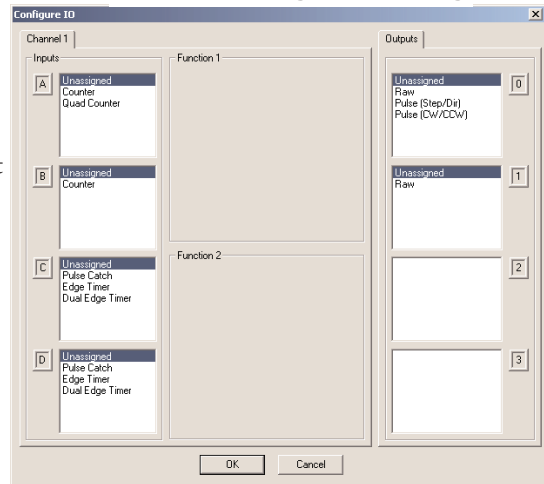 Configure IO
Channel 1
Outputs
Inputs
A
Unassigned
Counter
Quad Counter
B
Unassigned
Counter
C
Unassigned
Pulse Catch
Edge Timer
Dual Edge Timer
D
Unassigned
Pulse Catch
Edge Timer
Dual Edge Timer
Function 1
Function 2
Unassigned
Raw
Pulse (Step/Dir)
Pulse (CW/CCW)
0
Unassigned
Raw
1
2
3
OK
Cancel